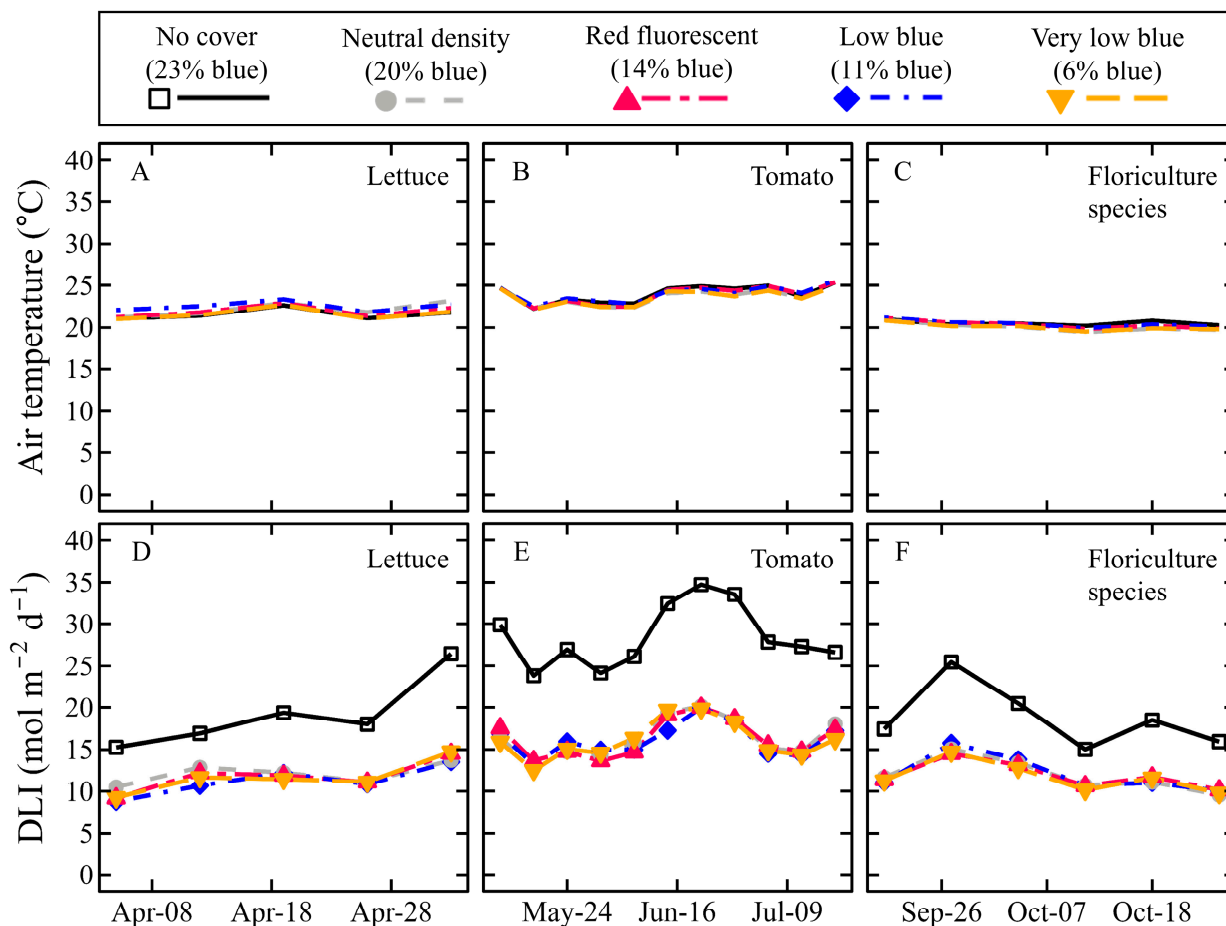 No cover
(23% blue)
Neutral density
(20% blue)
Red fluorescent
(14% blue)
Low blue
(11% blue)
Very low blue
(6% blue)
Air temperature (°C)
40
35
30
25
20
15
10
5
0
A
Lettuce
B
Tomato
C
Floriculture
species
DLI (mol m⁻² d⁻¹)
40
35
30
25
20
15
10
5
0
D
Lettuce
E
Tomato
F
Floriculture
species
Apr-08
Apr-18
Apr-28
May-24
Jun-16
Jul-09
Sep-26
Oct-07
Oct-18